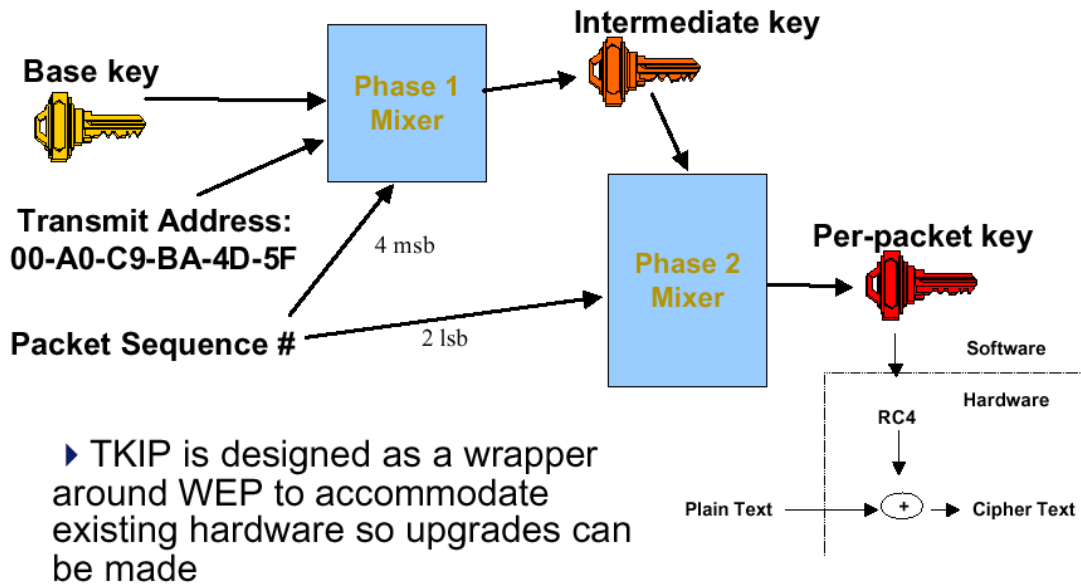 Intermediate key
Base key
Phase 1
Mixer
Transmit Address:
00-A0-C9-BA-4D-5F
4 msb
Per-packet key
Phase 2
Mixer
Packet Sequence #
2 lsb
Software
Hardware
RC4
TKIP is designed as a wrapper
around WEP to accommodate
existing hardware so upgrades can
be made
Plain Text
+
Cipher Text